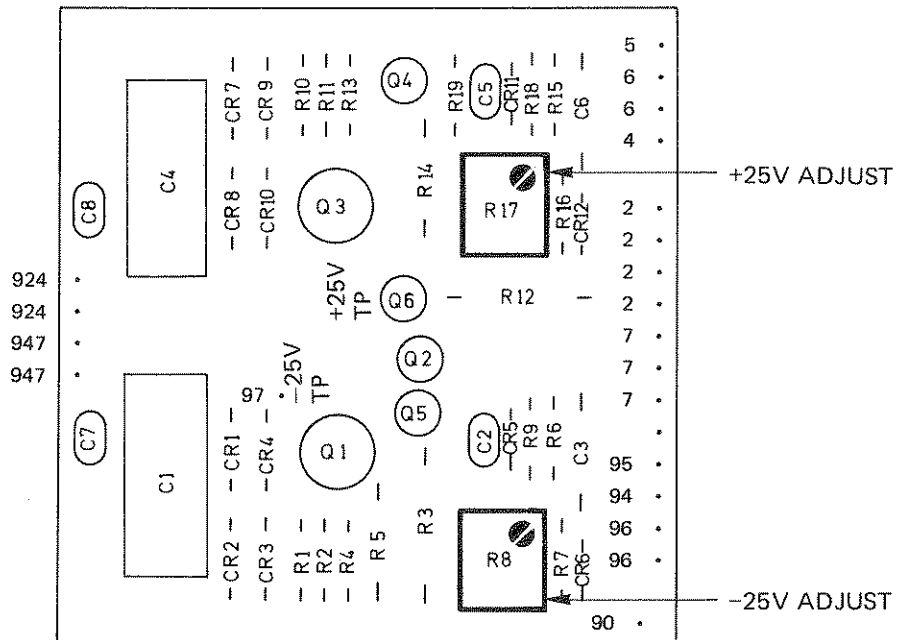 5
6
6
4
2
2
2
2
7
7
7
95
94
96
96
90
924
924
947
947
C8
C4
CR7
CR8
CR9
CR10
R10
R11
R13
Q4
R19
C5
CR11
R18
R15
C6
Q3
R14
R17
R16
CR12
+25V ADJUST
+25V
TP
Q6
R12
Q2
97
-25V
TP
Q5
C7
C1
CR1
CR4
CR2
CR3
Q1
C2
CR5
R9
R6
C3
R1
R2
R4
R5
R3
R8
R7
CR6
-25V ADJUST